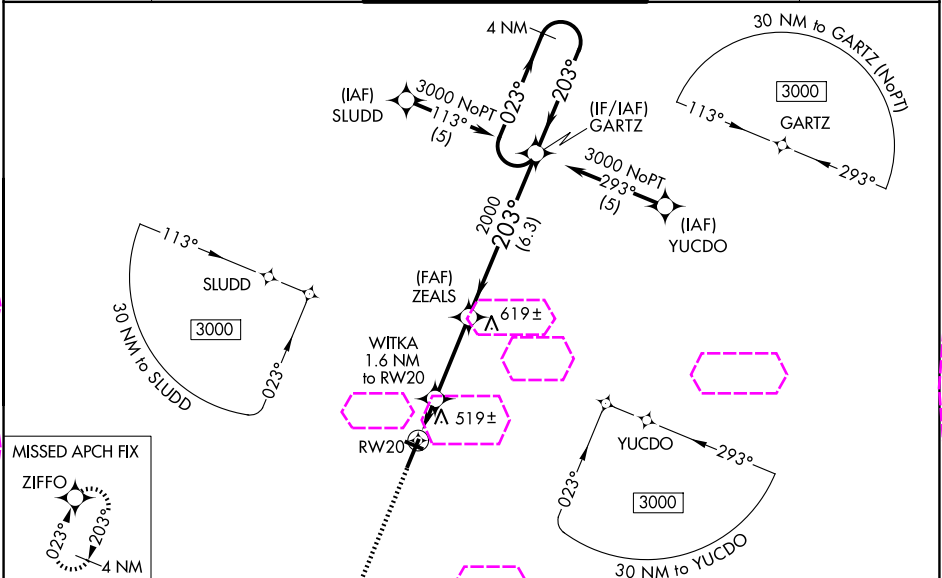 4 NM
023°
203°
(IAF)
SLUDD
3000 NoPT
113°
(5)
(IF/IAF)
GARTZ
3000 NoPT
293°
(5)
(IAF)
YUCDO
30 NM to GARTZ (NoPT)
3000
GARTZ
113°
293°
2000
203°
(6.3)
113°
SLUDD
3000
30 NM to SLUDD
023°
(FAF)
ZEALS
619±
WITKA
1.6 NM
to RW20
519±
RW20
YUCDO
293°
023°
3000
30 NM to YUCDO
MISSED APCH FIX
ZIFFO
023°
203°
4 NM